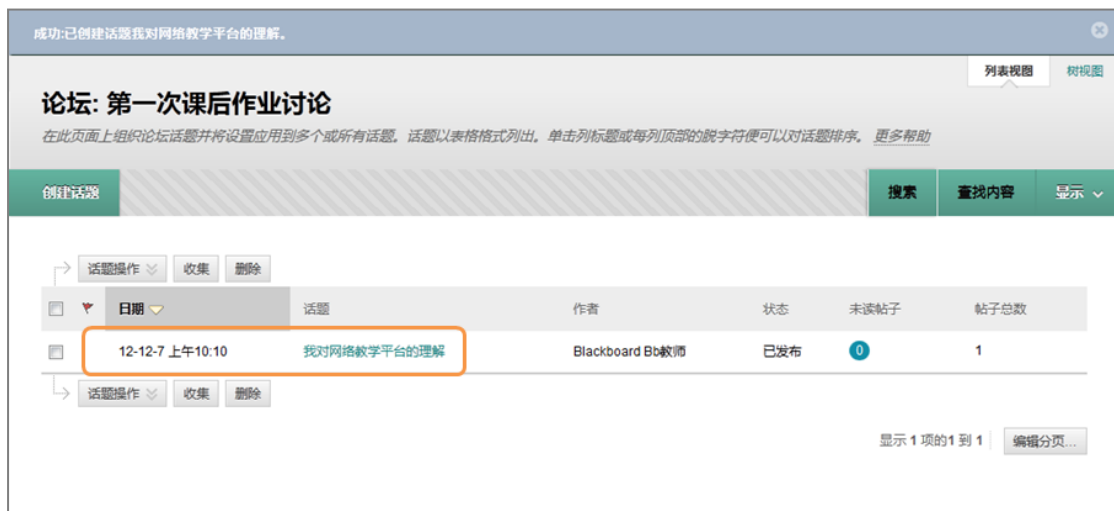 成功:已创建话题我对网络教学平台的理解。
列表视图 树视图
论坛: 第一次课后作业讨论
在此页面上组织论坛话题并将设置应用到多个或所有话题。话题以表格格式列出。单击列标题或每列顶部的脱字符便可以对话题排序。 更多帮助
创建话题 搜索 查找内容 显示
话题操作 收集 删除
日期 话题 作者 状态 未读帖子 帖子总数
12-12-7 上午10:10 我对网络教学平台的理解 Blackboard Bb教师 已发布 0 1
话题操作 收集 删除
显示 1 项的1 到 1 编辑分页...